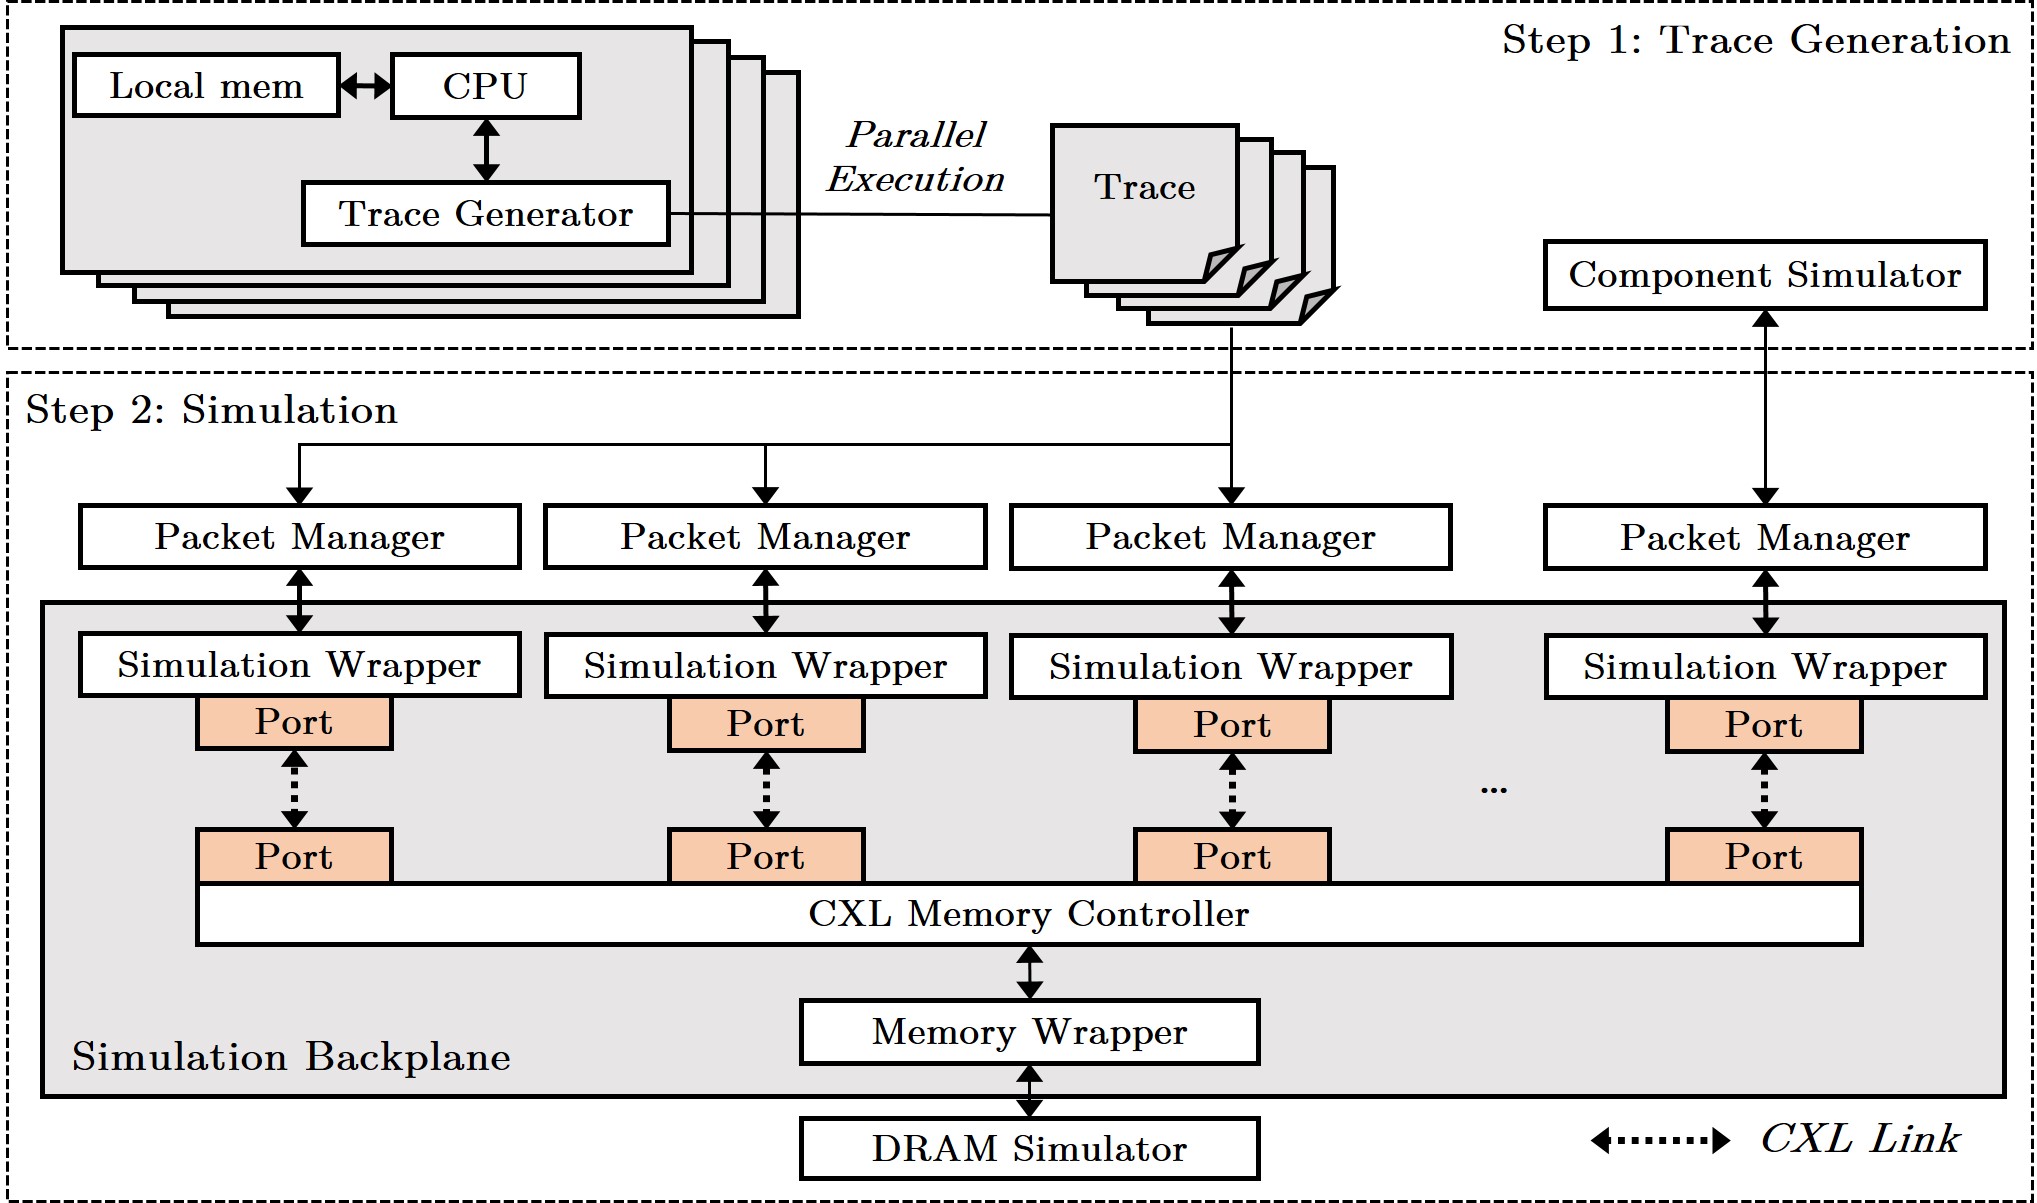 Step 1: Trace Generation
Local mem
CPU
Parallel
Execution
Trace Generator
Trace
Component Simulator
Step 2: Simulation
Packet Manager
Packet Manager
Packet Manager
Packet Manager
Simulation Wrapper
Simulation Wrapper
Simulation Wrapper
Simulation Wrapper
Port
Port
Port
Port
...
Port
Port
Port
Port
CXL Memory Controller
Memory Wrapper
Simulation Backplane
DRAM Simulator
CXL Link